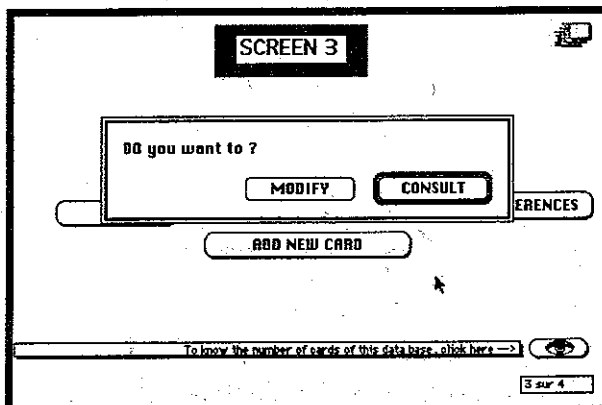 SCREEN 3
Do you want to ?
MODIFY
CONSULT
ERENCES
ADD NEW CARD
To know the number of cards of this data base, click here —>
3 sur 4